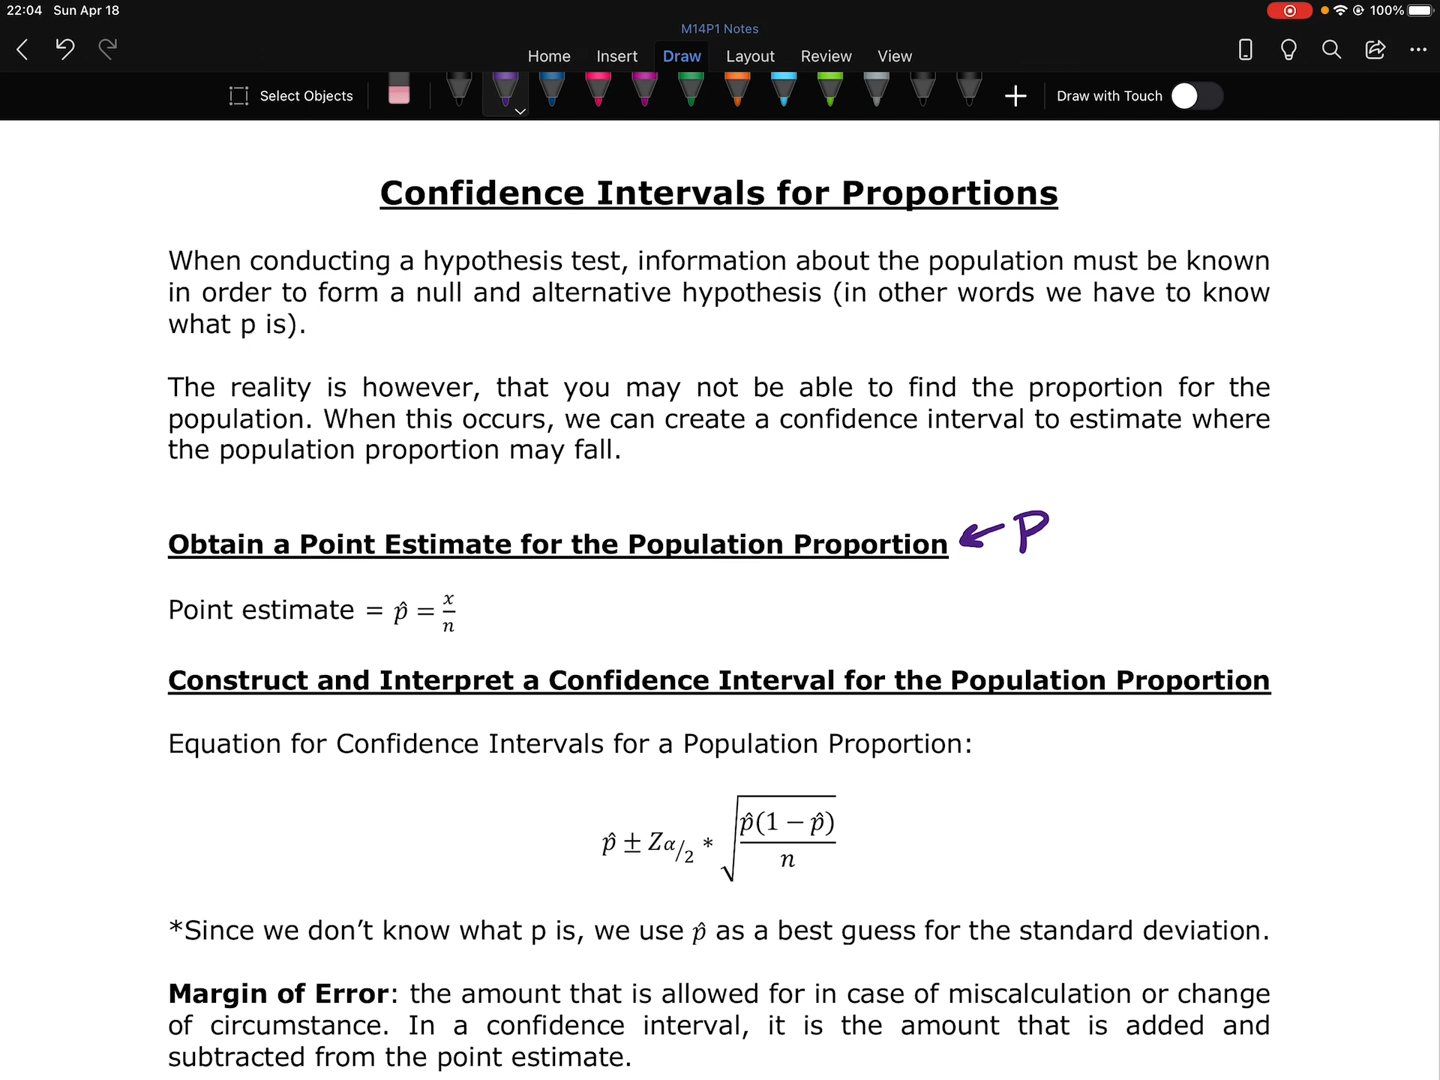 22:04 Sun Apr 18
100%
M14P1 Notes
Home Insert Draw Layout Review View
Select Objects
Draw with Touch
Confidence Intervals for Proportions
When conducting a hypothesis test, information about the population must be known
in order to form a null and alternative hypothesis (in other words we have to know
what p is).
The reality is however, that you may not be able to find the proportion for the
population. When this occurs, we can create a confidence interval to estimate where
the population proportion may fall.
Obtain a Point Estimate for the Population Proportion ← P
Point estimate = p̂ = x/n
Construct and Interpret a Confidence Interval for the Population Proportion
Equation for Confidence Intervals for a Population Proportion:
p̂ ± Zα/2 * √(p̂(1 − p̂)/n)
*Since we don’t know what p is, we use p̂ as a best guess for the standard deviation.
Margin of Error: the amount that is allowed for in case of miscalculation or change
of circumstance. In a confidence interval, it is the amount that is added and
subtracted from the point estimate.